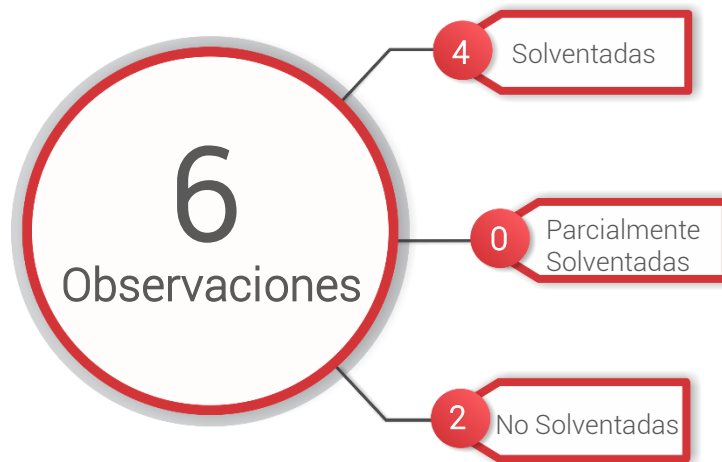 6
Observaciones
4
Solventadas
0
Parcialmente
Solventadas
2
No Solventadas